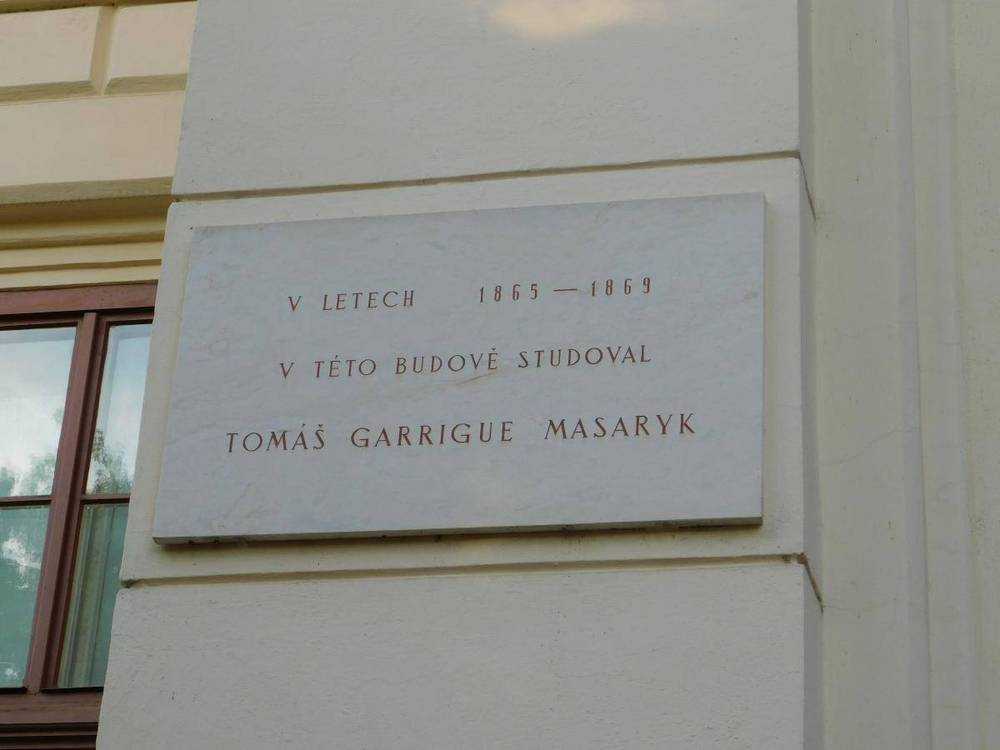 V LETECH 1865 — 1869
V TÉTO BUDOVĚ STUDOVAL
TOMÁŠ GARRIGUE MASARYK